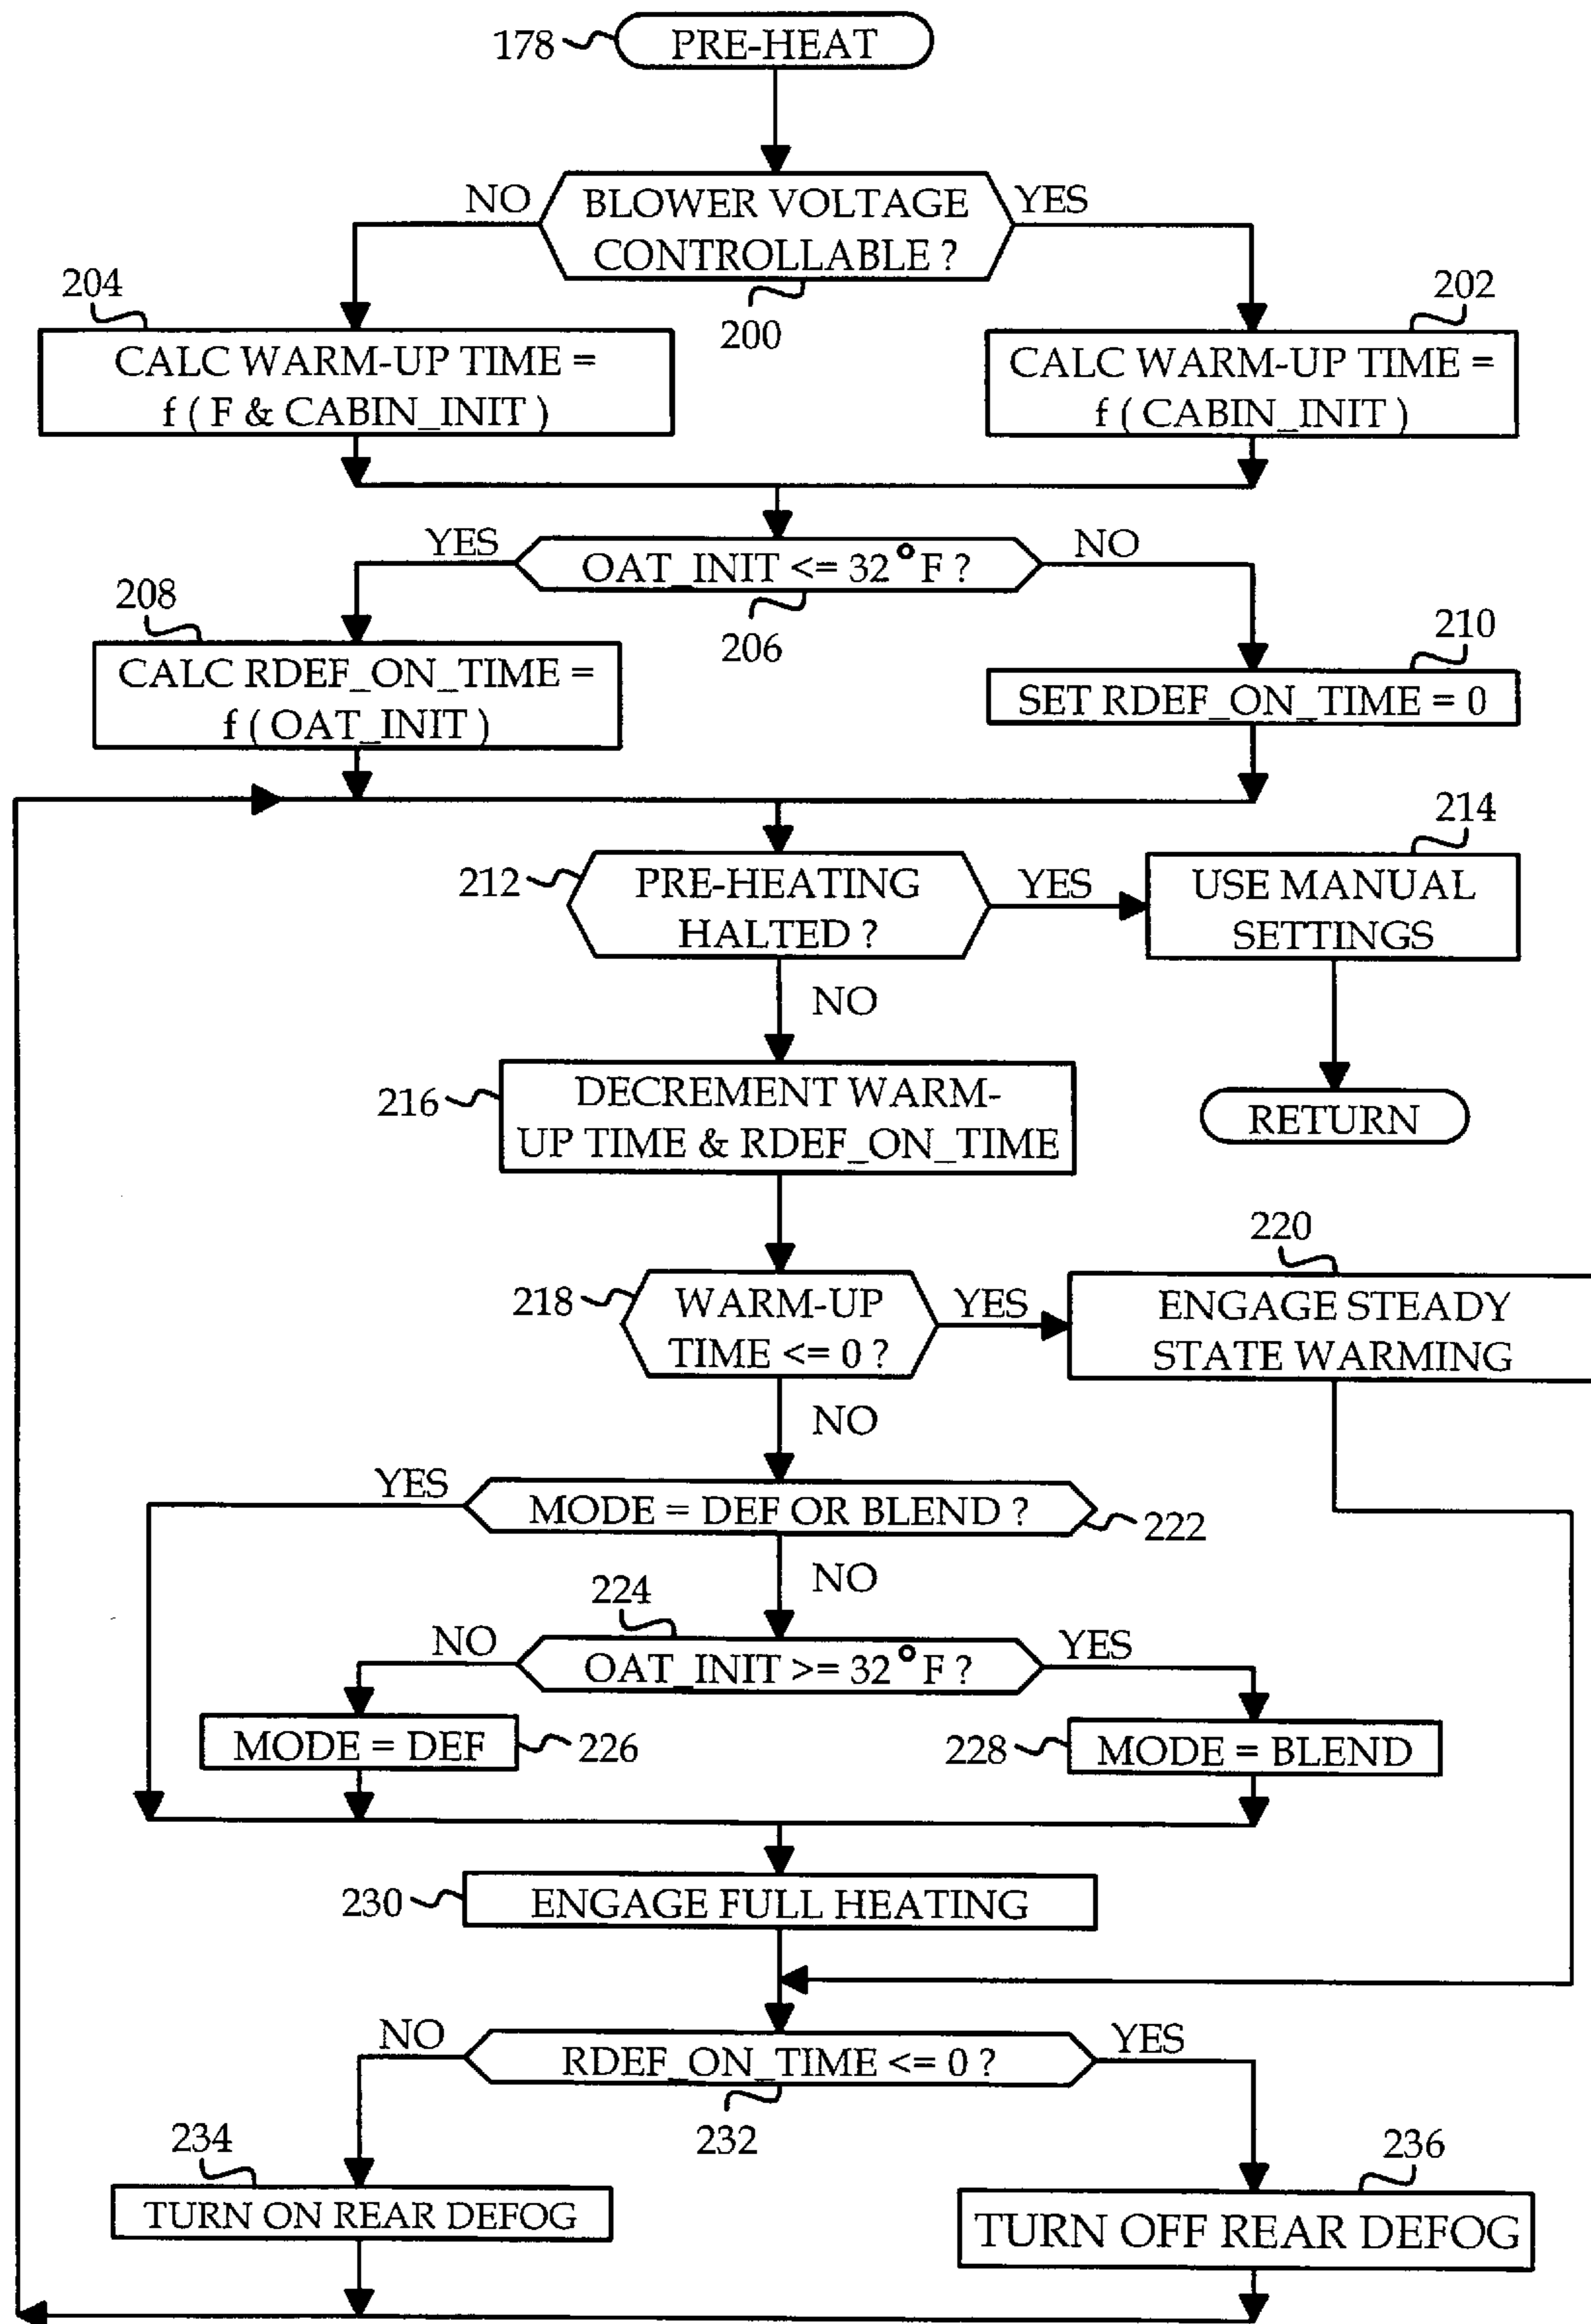 178
PRE-HEAT
NO
BLOWER VOLTAGE
CONTROLLABLE ?
YES
200
204
CALC WARM-UP TIME =
f ( F & CABIN_INIT )
202
CALC WARM-UP TIME =
f ( CABIN_INIT )
YES
OAT_INIT <= 32°F ?
NO
206
208
CALC RDEF_ON_TIME =
f ( OAT_INIT )
210
SET RDEF_ON_TIME = 0
212
PRE-HEATING
HALTED ?
YES
214
USE MANUAL
SETTINGS
NO
RETURN
216
DECREMENT WARM-
UP TIME & RDEF_ON_TIME
218
WARM-UP
TIME <= 0 ?
YES
220
ENGAGE STEADY
STATE WARMING
NO
YES
MODE = DEF OR BLEND ?
222
NO
224
NO
OAT_INIT >= 32°F ?
YES
MODE = DEF
226
228
MODE = BLEND
230
ENGAGE FULL HEATING
NO
RDEF_ON_TIME <= 0 ?
YES
232
234
TURN ON REAR DEFOG
236
TURN OFF REAR DEFOG